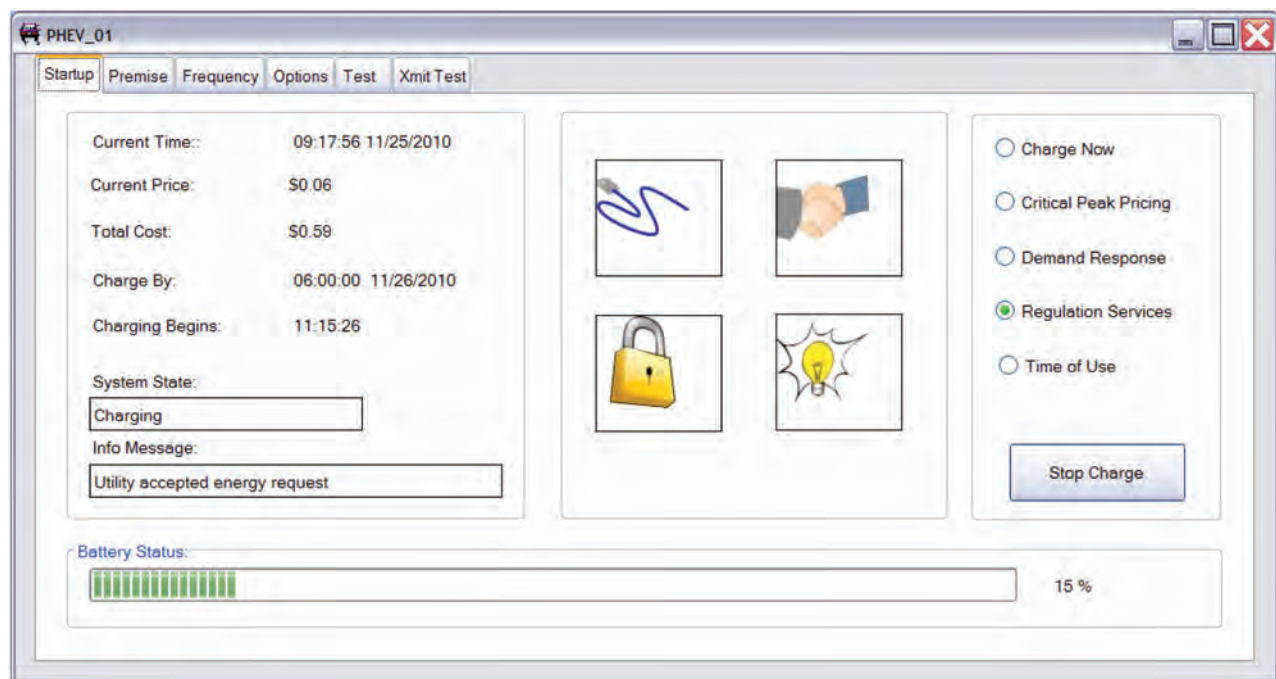 PHEV_01
Startup Premise Frequency Options Test Xmit Test
Current Time:: 09:17:56 11/25/2010
Current Price: $0.06
Total Cost: $0.59
Charge By: 06:00:00 11/26/2010
Charging Begins: 11:15:26
System State:
Charging
Info Message:
Utility accepted energy request
Charge Now
Critical Peak Pricing
Demand Response
Regulation Services
Time of Use
Stop Charge
Battery Status:
15 %